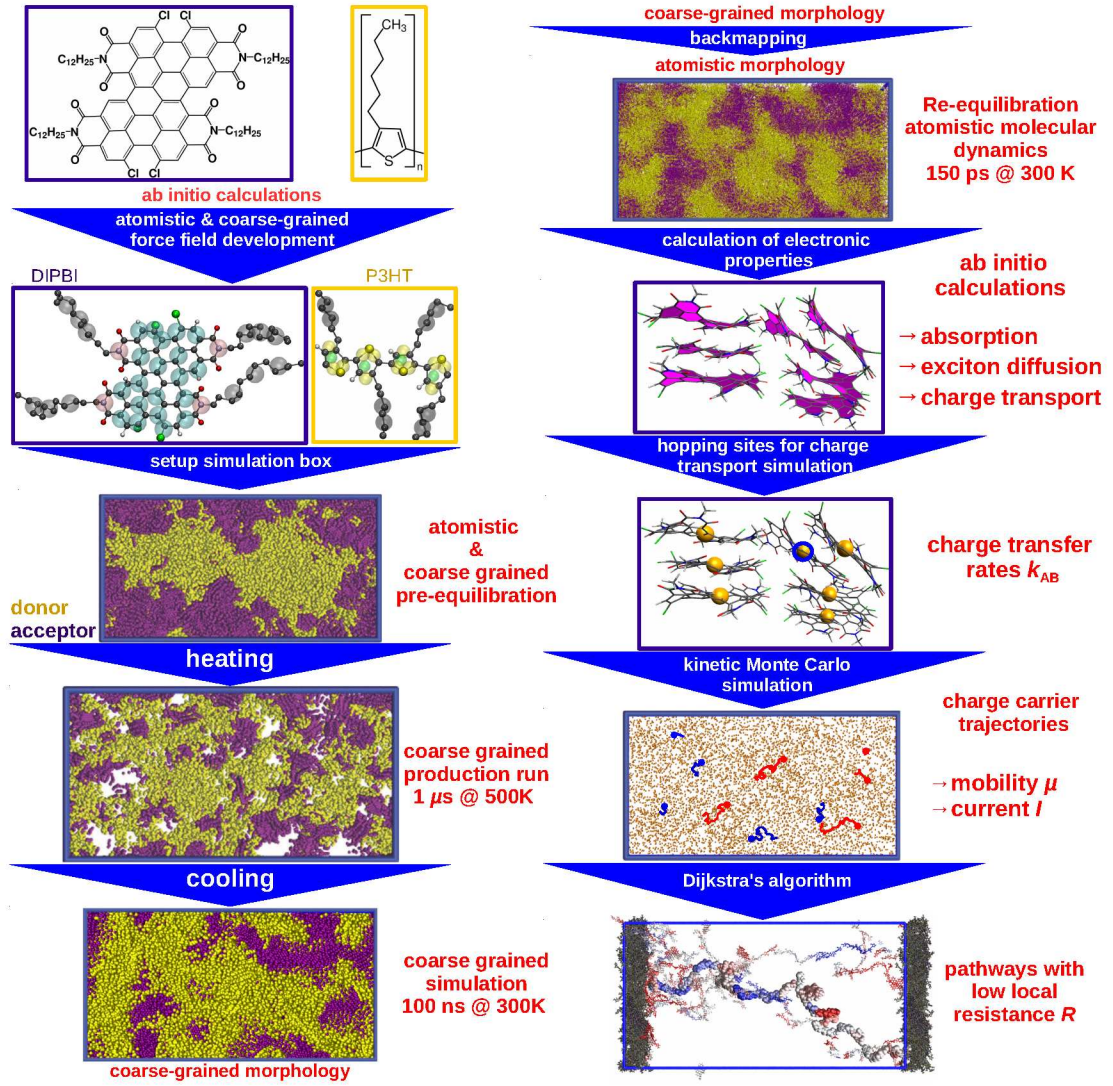 Cl Cl
O O
C12H25–N N–C12H25
O O
O O
C12H25–N N–C12H25
O O
Cl Cl
CH3
S
n
ab initio calculations
atomistic & coarse-grained
force field development
DIPBI
P3HT
setup simulation box
atomistic
&
coarse grained
pre-equilibration
donor
acceptor
heating
coarse grained
production run
1 µs @ 500K
cooling
coarse grained
simulation
100 ns @ 300K
coarse-grained morphology
coarse-grained morphology
backmapping
atomistic morphology
Re-equilibration
atomistic molecular
dynamics
150 ps @ 300 K
calculation of electronic
properties
ab initio
calculations
→absorption
→exciton diffusion
→charge transport
hopping sites for charge
transport simulation
charge transfer
rates kAB
kinetic Monte Carlo
simulation
charge carrier
trajectories
→mobility µ
→current I
Dijkstra's algorithm
pathways with
low local
resistance R